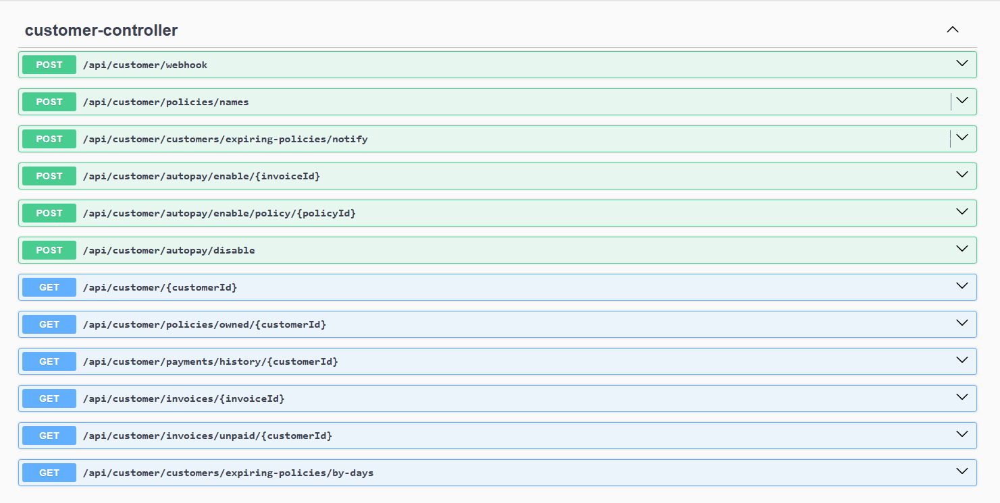 customer-controller
POST /api/customer/webhook
POST /api/customer/policies/names
POST /api/customer/customers/expiring-policies/notify
POST /api/customer/autopay/enable/{invoiceId}
POST /api/customer/autopay/enable/policy/{policyId}
POST /api/customer/autopay/disable
GET /api/customer/{customerId}
GET /api/customer/policies/owned/{customerId}
GET /api/customer/payments/history/{customerId}
GET /api/customer/invoices/{invoiceId}
GET /api/customer/invoices/unpaid/{customerId}
GET /api/customer/customers/expiring-policies/by-days